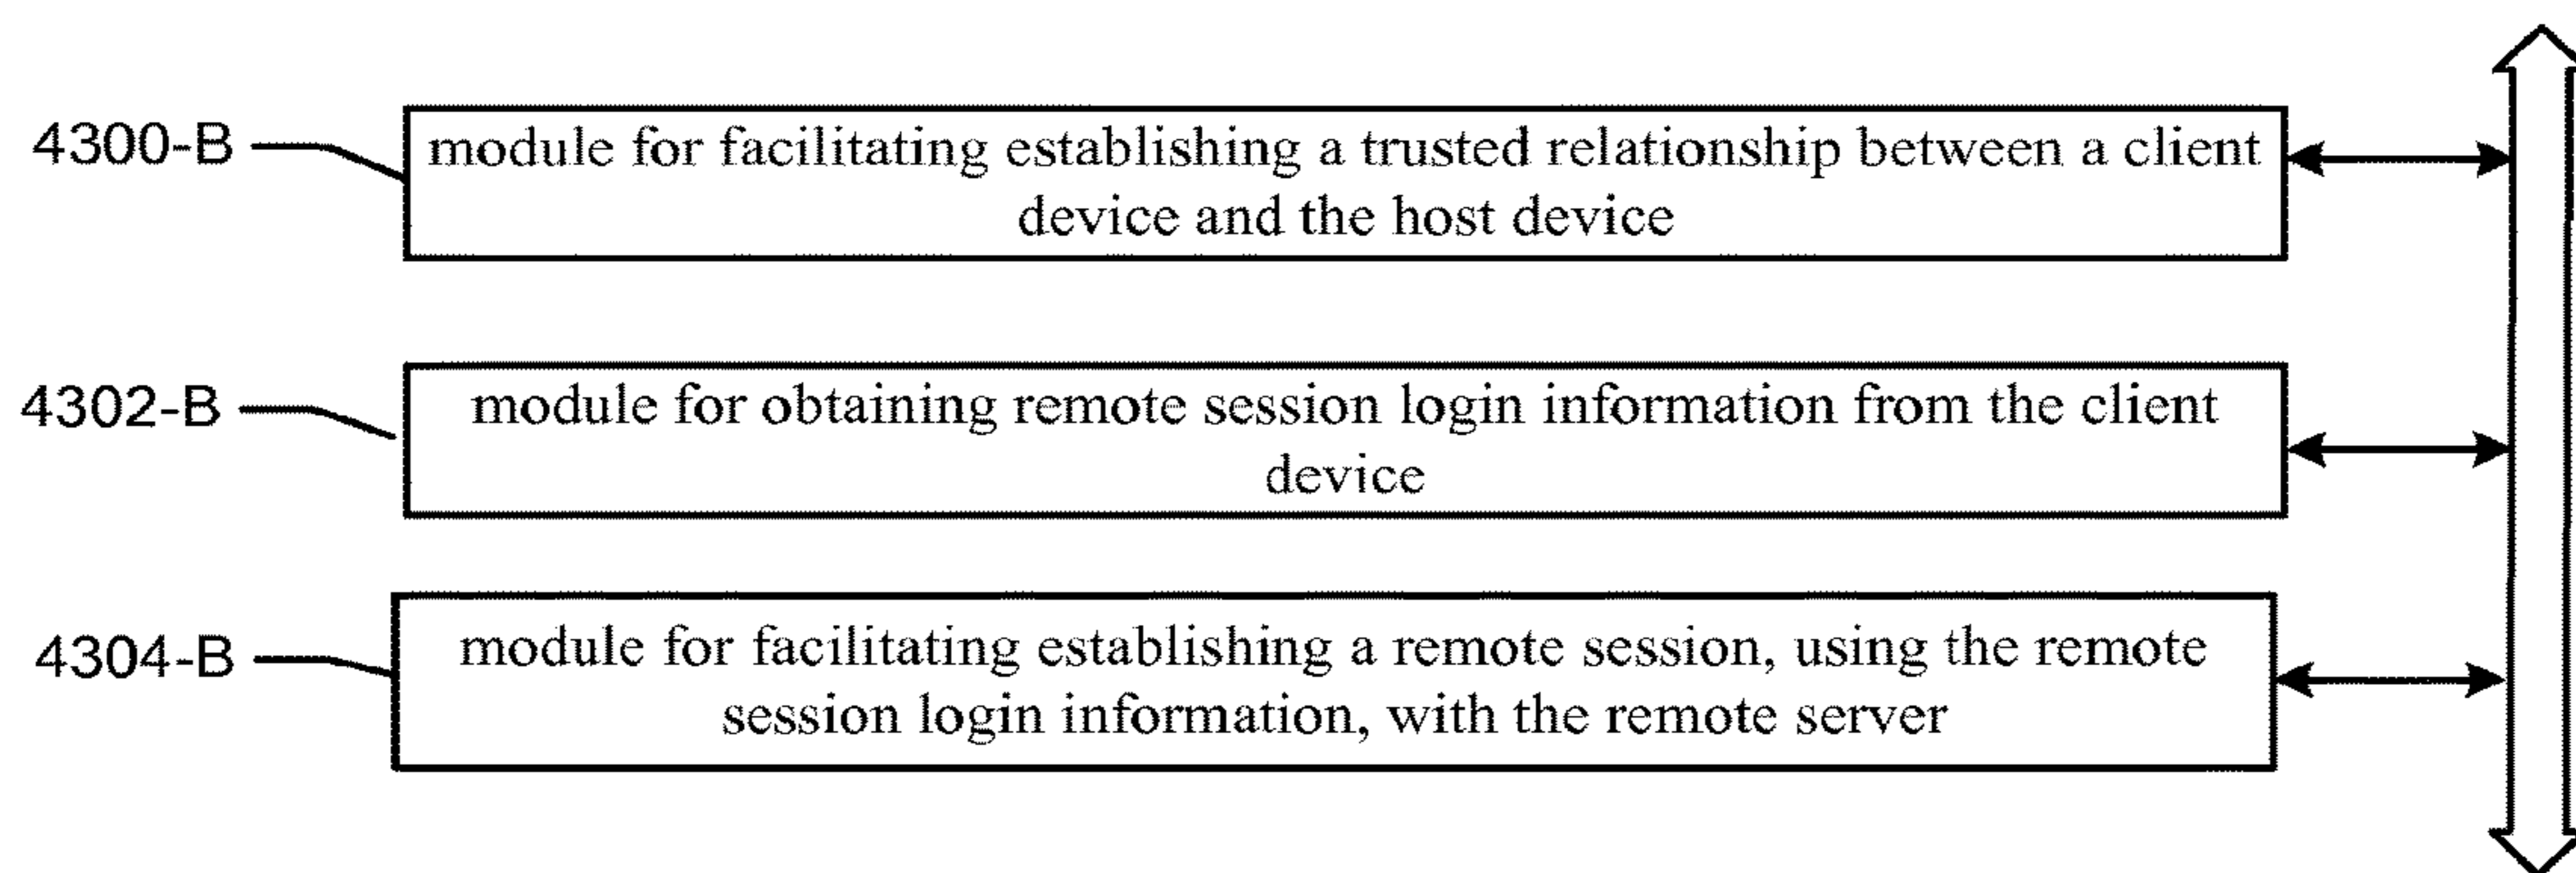 4300-B
module for facilitating establishing a trusted relationship between a client
device and the host device
4302-B
module for obtaining remote session login information from the client
device
4304-B
module for facilitating establishing a remote session, using the remote
session login information, with the remote server